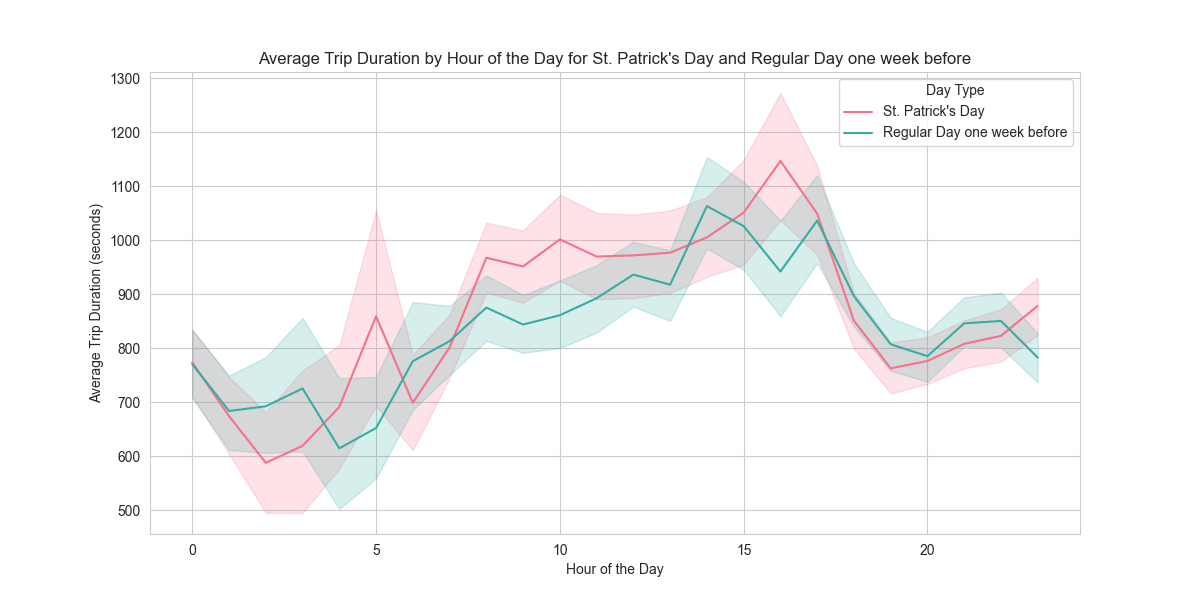 Average Trip Duration by Hour of the Day for St. Patrick's Day and Regular Day one week before
Day Type
St. Patrick's Day
Regular Day one week before
Average Trip Duration (seconds)
1300
1200
1100
1000
900
800
700
600
500
0 5 10 15 20
Hour of the Day